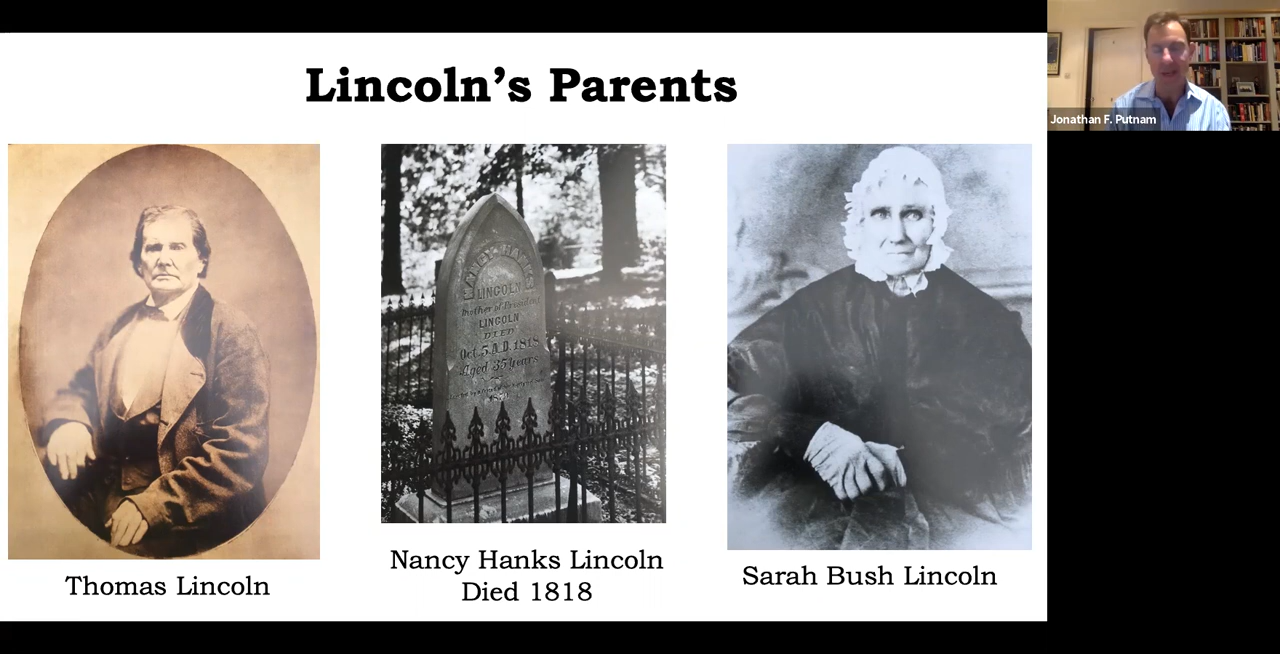 Lincoln's Parents
Jonathan F. Putnam
NANCY HANKS
LINCOLN
Mother of President
LINCOLN
DIED
Oct. 5, A.D. 1818
Aged 35 Years
Thomas Lincoln
Nancy Hanks Lincoln
Died 1818
Sarah Bush Lincoln